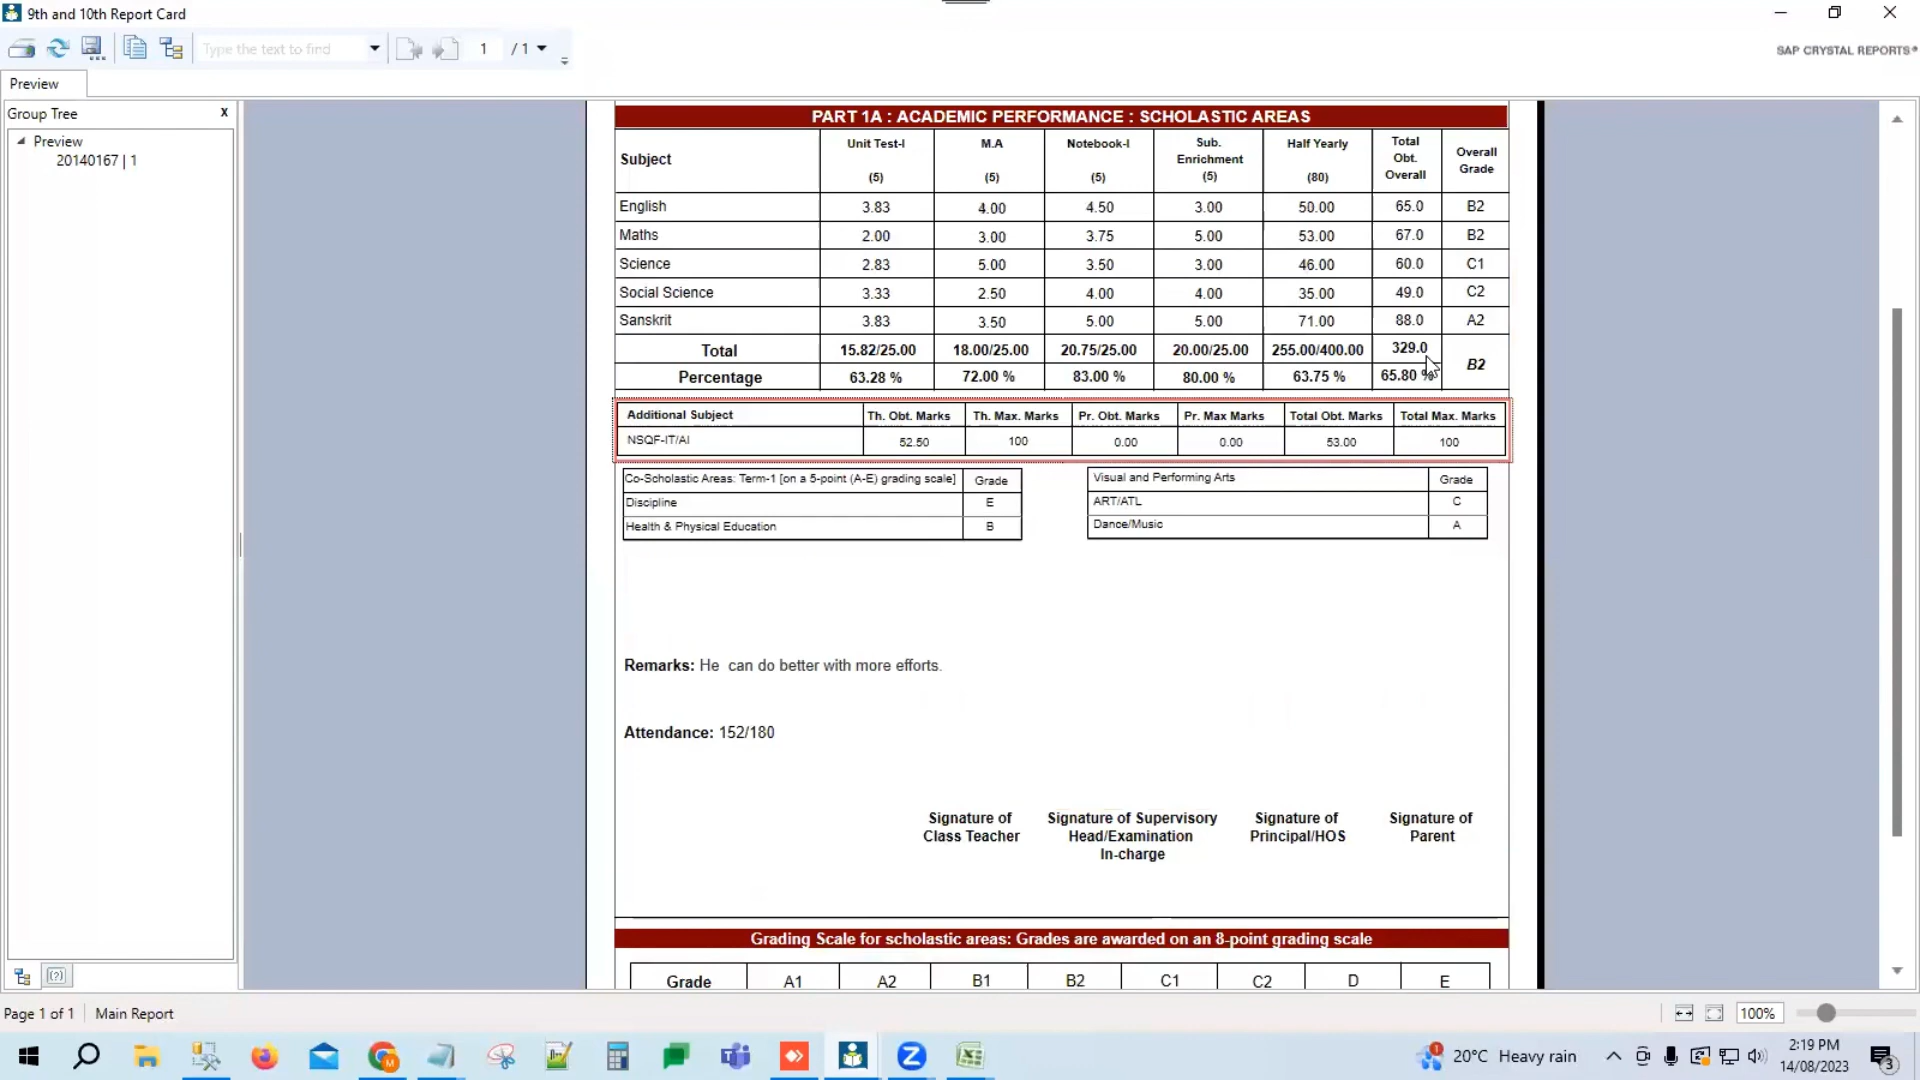 9th and 10th Report Card
Type the text to find
1
/ 1
SAP CRYSTAL REPORTS®
Preview
Group Tree
x
Preview
20140167 | 1
PART 1A : ACADEMIC PERFORMANCE : SCHOLASTIC AREAS
Subject
Unit Test-I
(5)
M.A
(5)
Notebook-I
(5)
Sub.
Enrichment
(5)
Half Yearly
(80)
Total
Obt.
Overall
Overall
Grade
English 3.83 4.00 4.50 3.00 50.00 65.0 B2
Maths 2.00 3.00 3.75 5.00 53.00 67.0 B2
Science 2.83 5.00 3.50 3.00 46.00 60.0 C1
Social Science 3.33 2.50 4.00 4.00 35.00 49.0 C2
Sanskrit 3.83 3.50 5.00 5.00 71.00 88.0 A2
Total 15.82/25.00 18.00/25.00 20.75/25.00 20.00/25.00 255.00/400.00 329.0
B2
Percentage 63.28 % 72.00 % 83.00 % 80.00 % 63.75 % 65.80 %
Additional Subject Th. Obt. Marks Th. Max. Marks Pr. Obt. Marks Pr. Max Marks Total Obt. Marks Total Max. Marks
NSQF-IT/AI 52.50 100 0.00 0.00 53.00 100
Co-Scholastic Areas: Term-1 [on a 5-point (A-E) grading scale] Grade
Discipline E
Health & Physical Education B
Visual and Performing Arts Grade
ART/ATL C
Dance/Music A
Remarks: He can do better with more efforts.
Attendance: 152/180
Signature of
Class Teacher
Signature of Supervisory
Head/Examination
In-charge
Signature of
Principal/HOS
Signature of
Parent
Grading Scale for scholastic areas: Grades are awarded on an 8-point grading scale
Grade A1 A2 B1 B2 C1 C2 D E
Page 1 of 1
Main Report
100%
20°C Heavy rain
2:19 PM
14/08/2023
3